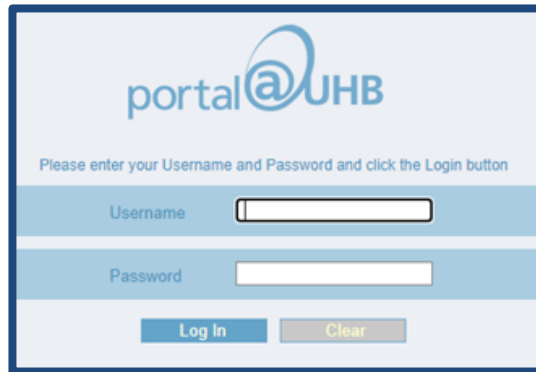 portal@UHB
Please enter your Username and Password and click the Login button
Username
Password
Log In
Clear